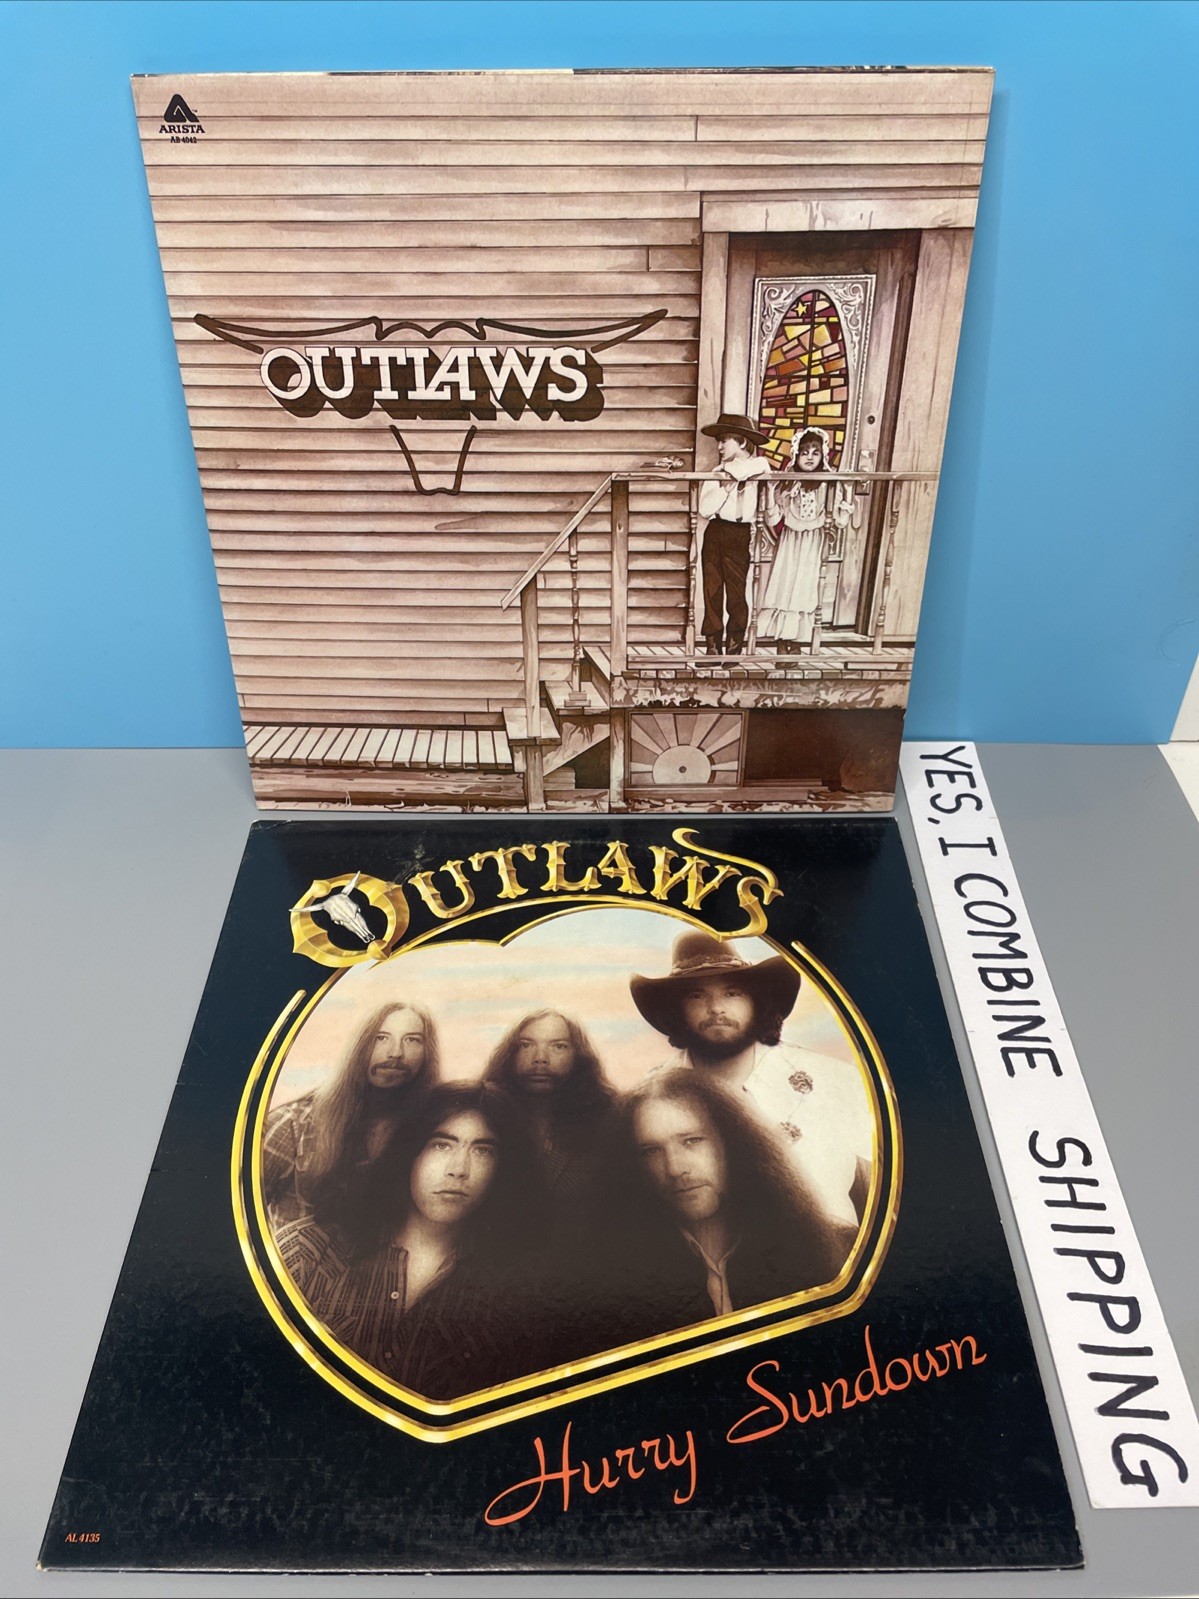 ARISTA
AB 4042
OUTLAWS
OUTLAWS
Hurry Sundown
AL 4135
YES, I COMBINE SHIPPING